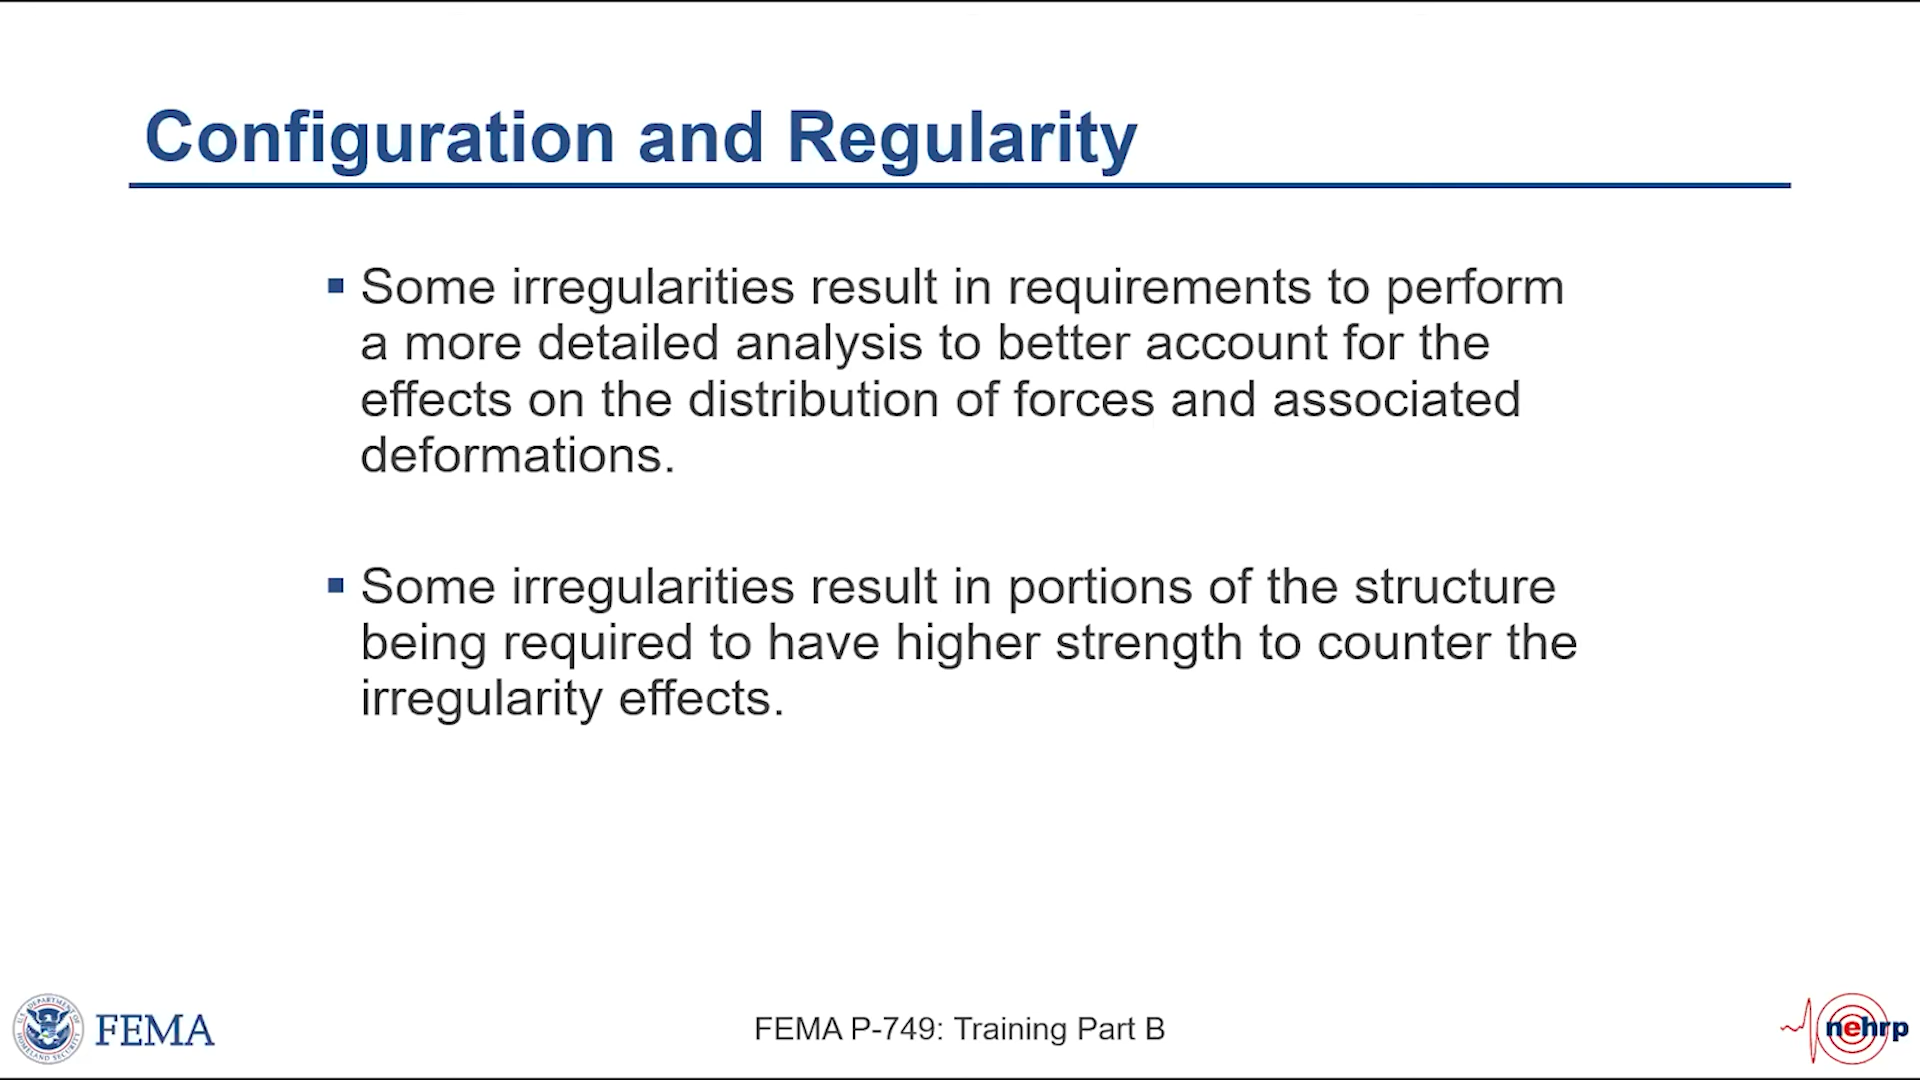 Configuration and Regularity
▪ Some irregularities result in requirements to perform
a more detailed analysis to better account for the
effects on the distribution of forces and associated
deformations.
▪ Some irregularities result in portions of the structure
being required to have higher strength to counter the
irregularity effects.
FEMA
FEMA P-749: Training Part B
nehrp